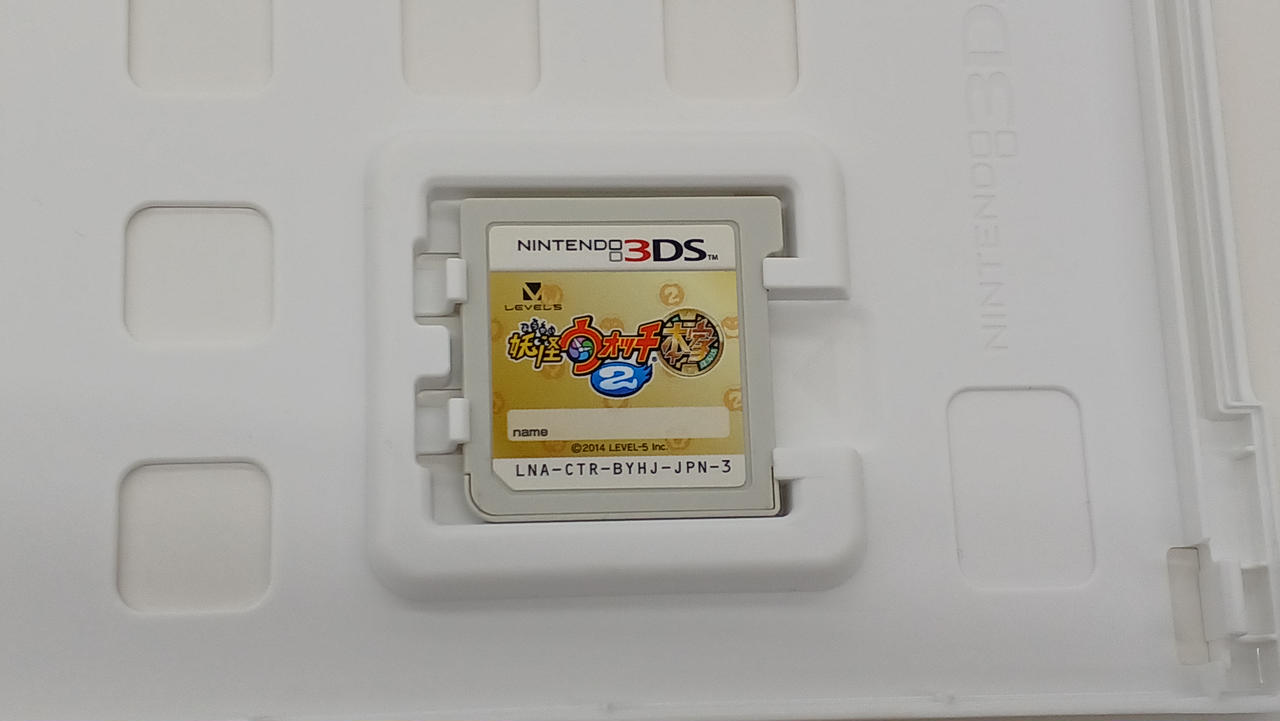 NINTENDO 3DS™
LEVEL5
妖怪ウォッチ
2
本家
name
©2014 LEVEL-5 Inc.
LNA-CTR-BYHJ-JPN-3
NINTENDO 3DS